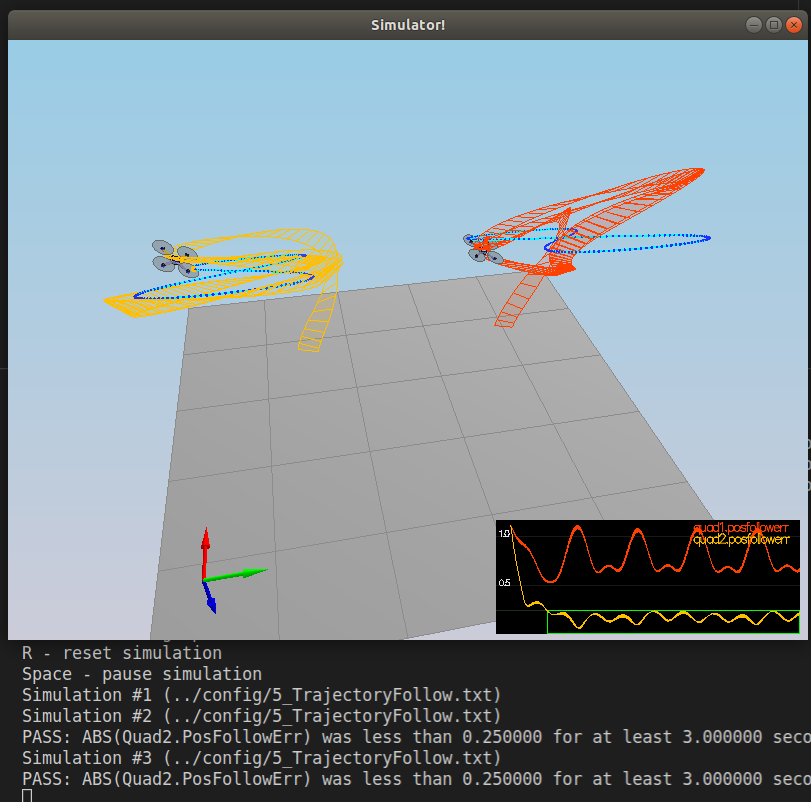 Simulator!
quad1.posfollowerr
1.0
quad2.posfollowerr
0.5
R - reset simulation
Space - pause simulation
Simulation #1 (../config/5_TrajectoryFollow.txt)
Simulation #2 (../config/5_TrajectoryFollow.txt)
PASS: ABS(Quad2.PosFollowErr) was less than 0.250000 for at least 3.000000 seco
Simulation #3 (../config/5_TrajectoryFollow.txt)
PASS: ABS(Quad2.PosFollowErr) was less than 0.250000 for at least 3.000000 seco